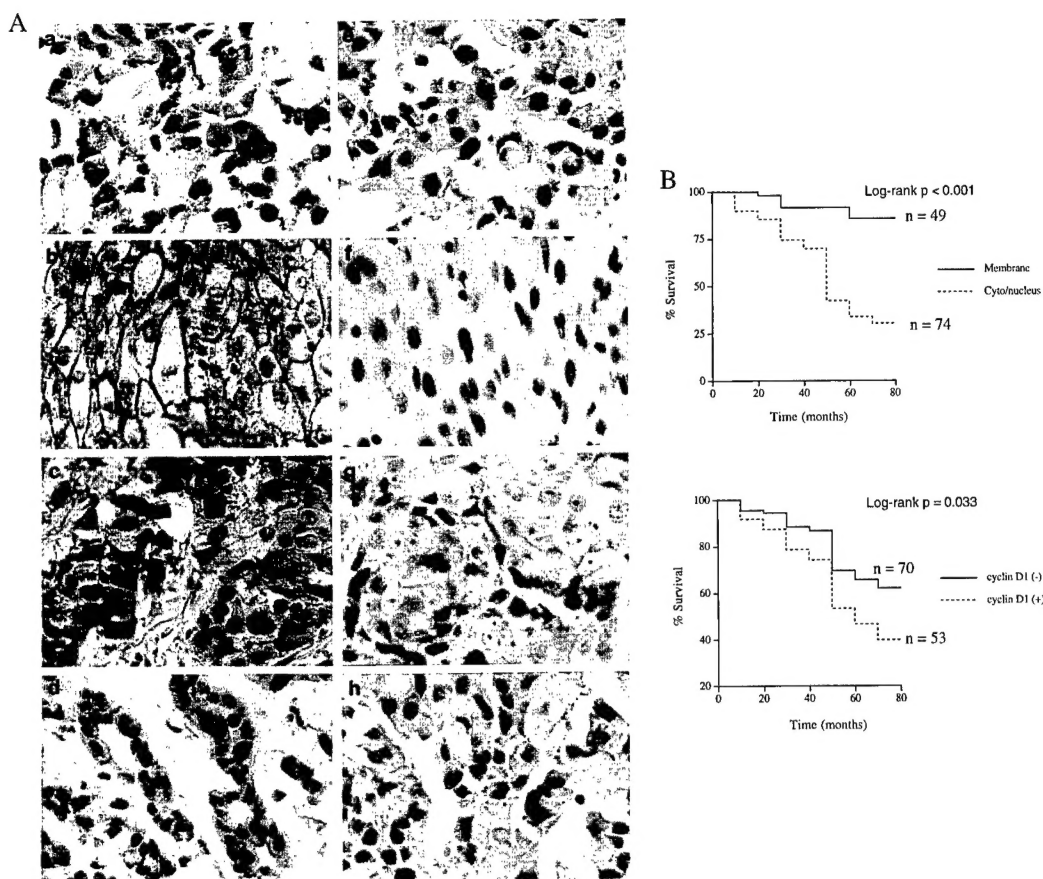 A
a
e
b
f
c
g
d
h
B
Log-rank p < 0.001
n = 49
n = 74
Membrane
Cyto/nucleus
100
75
50
25
0
% Survival
0 20 40 60 80
Time (months)
Log-rank p = 0.033
n = 70
n = 53
cyclin D1 (-)
cyclin D1 (+)
100
80
60
40
20
% Survival
0 20 40 60 80
Time (months)